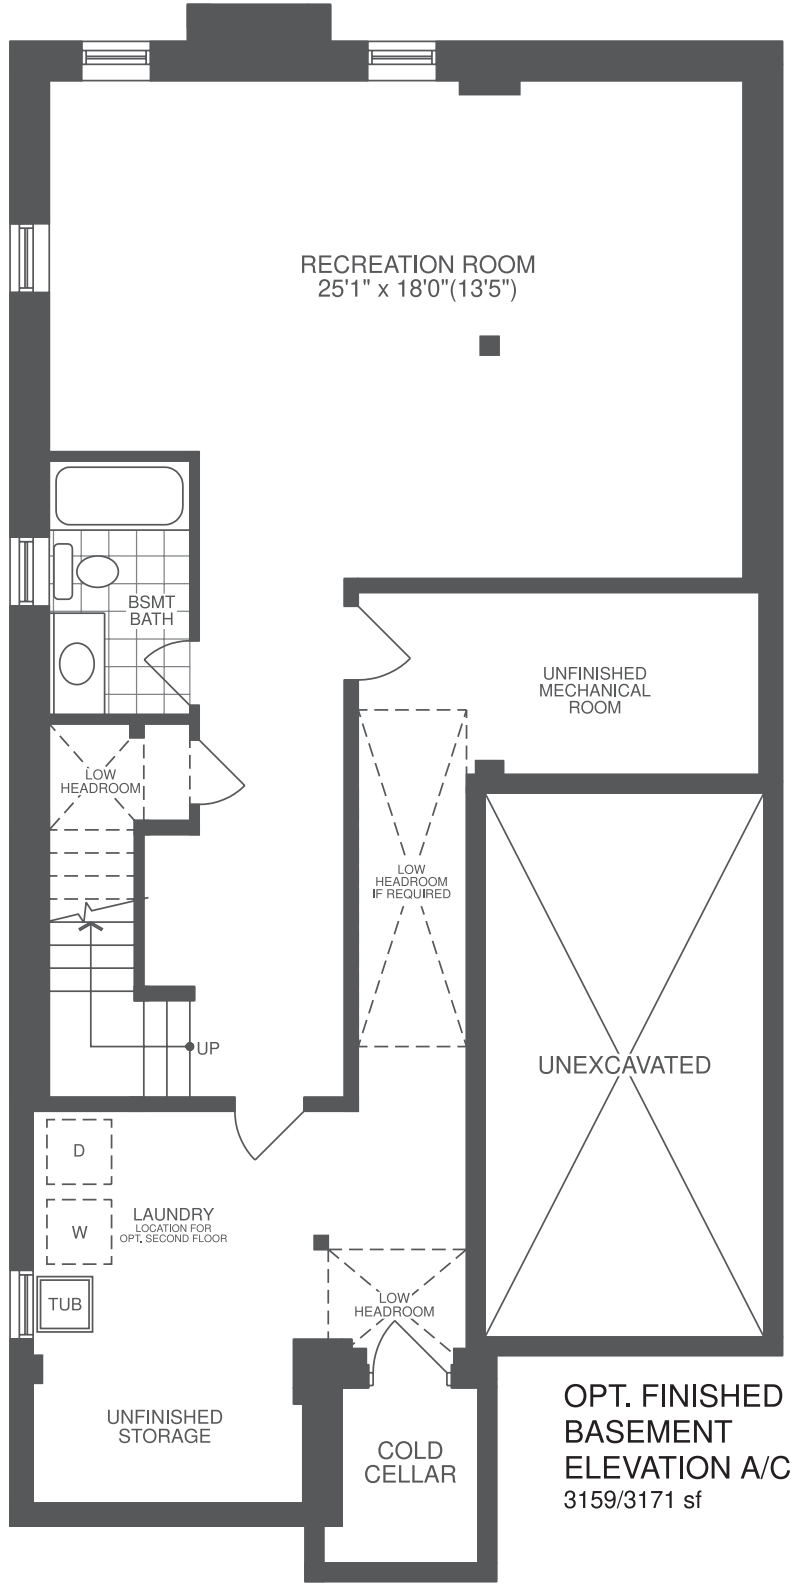 RECREATION ROOM
25'1" x 18'0"(13'5")
BSMT
BATH
UNFINISHED
MECHANICAL
ROOM
LOW
HEADROOM
LOW
HEADROOM
IF REQUIRED
UP
UNEXCAVATED
D
W
LAUNDRY
LOCATION FOR
OPT. SECOND FLOOR
TUB
LOW
HEADROOM
UNFINISHED
STORAGE
COLD
CELLAR
OPT. FINISHED
BASEMENT
ELEVATION A/C
3159/3171 sf